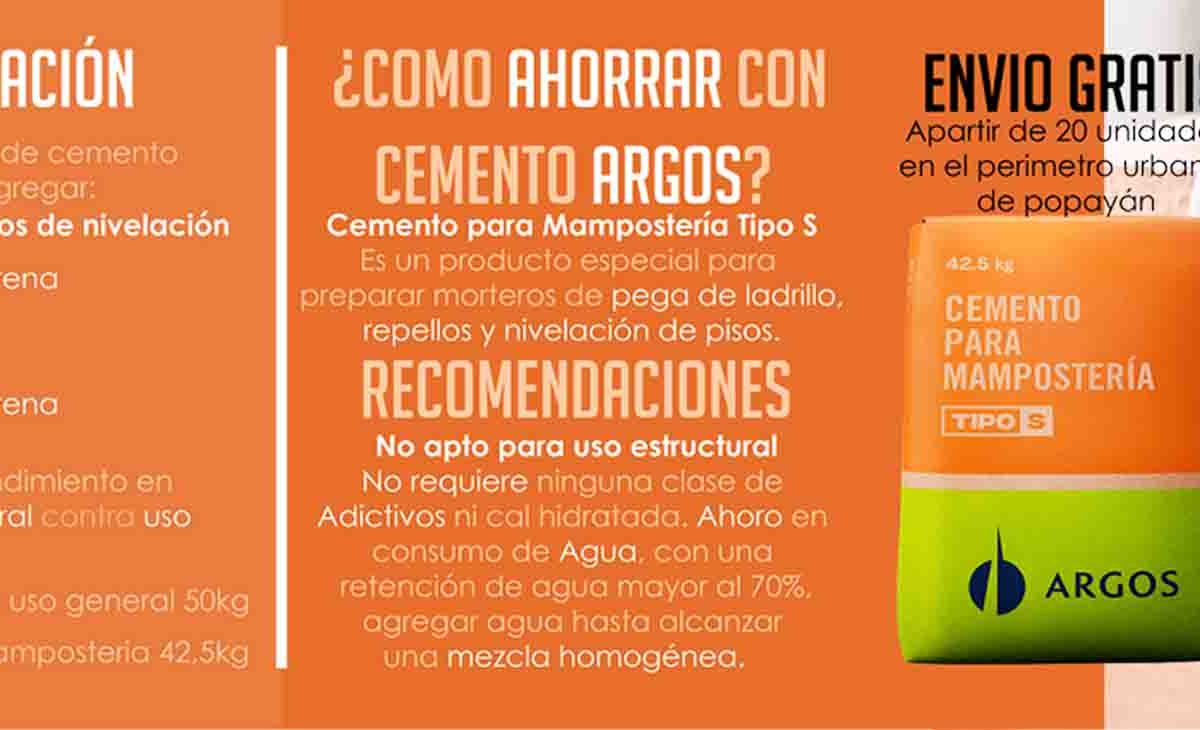 ACIÓN
de cemento
gregar:
os de nivelación
rena
rena
ndimiento en
ral contra uso
uso general 50kg
amposteria 42,5kg
¿COMO AHORRAR CON
CEMENTO ARGOS?
Cemento para Mampostería Tipo S
Es un producto especial para
preparar morteros de pega de ladrillo,
repellos y nivelación de pisos.
RECOMENDACIONES
No apto para uso estructural
No requiere ninguna clase de
Adictivos ni cal hidratada. Ahoro en
consumo de Agua, con una
retención de agua mayor al 70%,
agregar agua hasta alcanzar
una mezcla homogénea.
ENVIO GRATIS
Apartir de 20 unidade
en el perimetro urban
de popayán
42.5 kg
CEMENTO
PARA
MAMPOSTERÍA
TIPO S
ARGOS